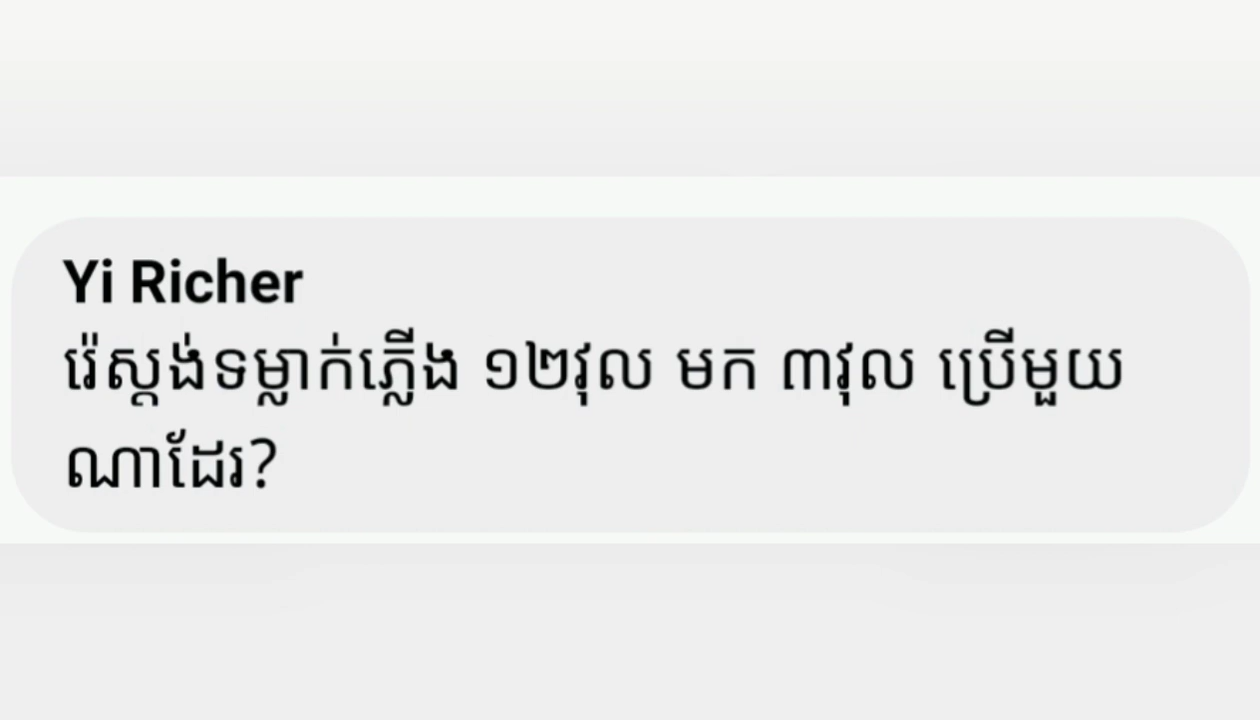 Yi Richer
រ៉េស្តង់ទម្លាក់ភ្លើង ១២វុល មក ៣វុល ប្រើមួយ
ណាដែរ?